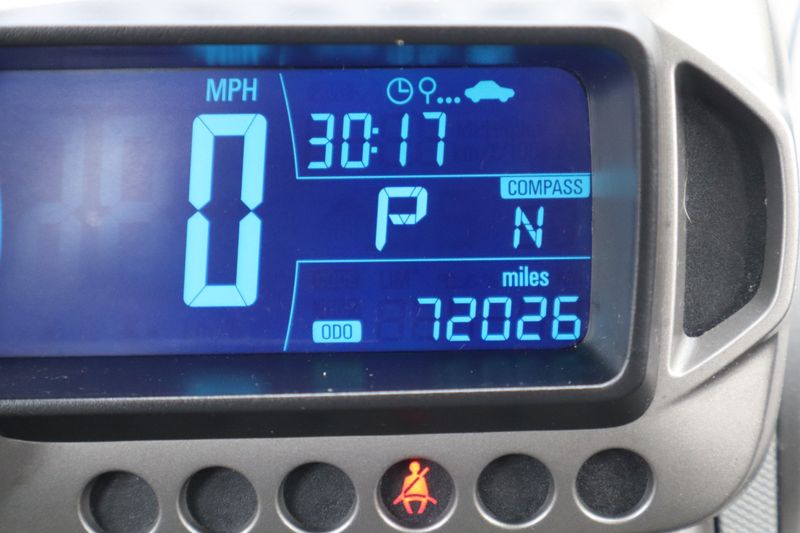 MPH
0
30:17
COMPASS
P
N
miles
ODO 72026